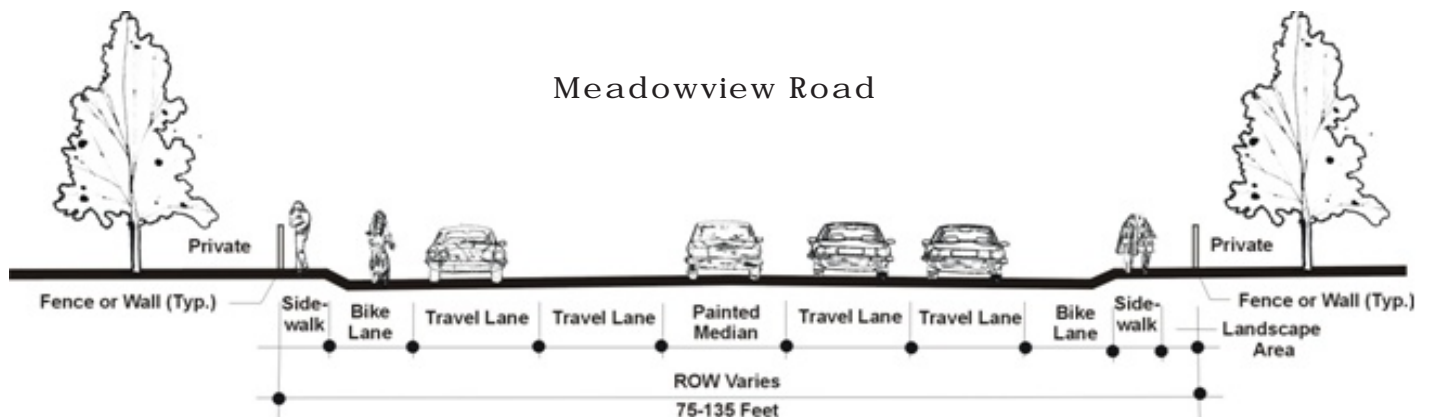 Meadowview Road
Private
Private
Fence or Wall (Typ.)
Side-
walk
Bike
Lane
Travel Lane
Travel Lane
Painted
Median
Travel Lane
Travel Lane
Bike
Lane
Side-
walk
Fence or Wall (Typ.)
Landscape
Area
ROW Varies
75-135 Feet